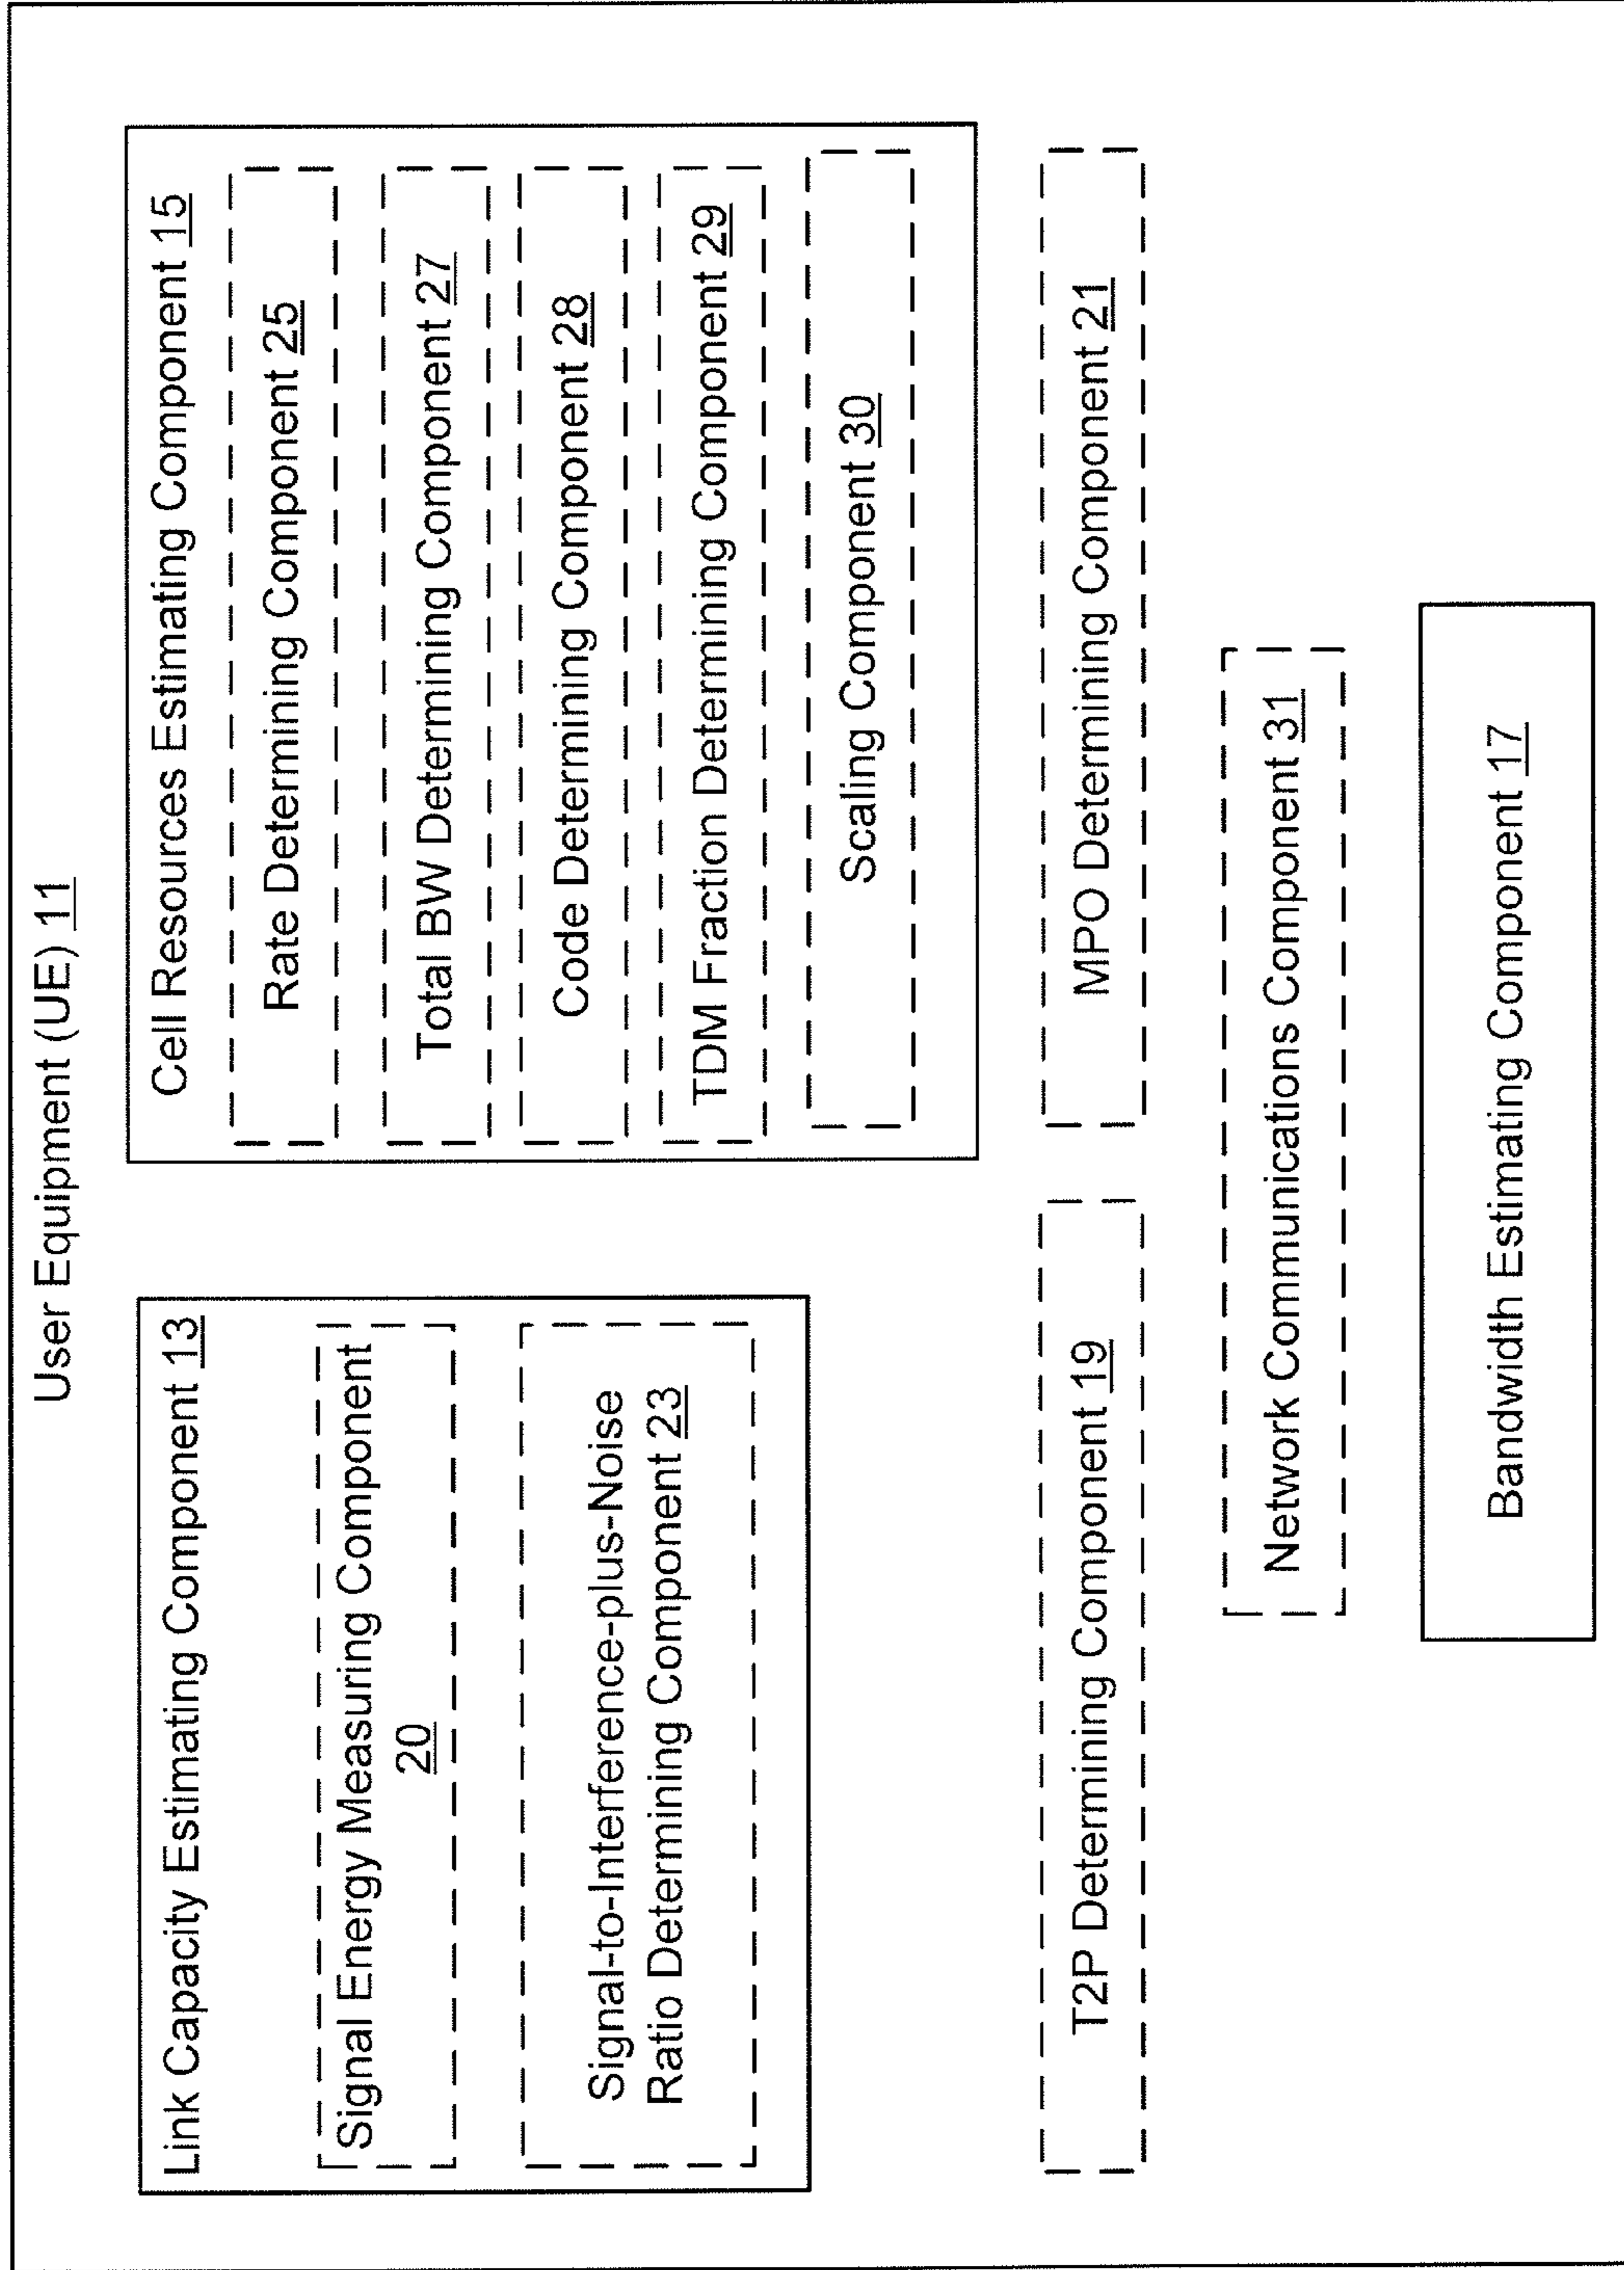 User Equipment (UE) 11
Link Capacity Estimating Component 13
Signal Energy Measuring Component
20
Signal-to-Interference-plus-Noise
Ratio Determining Component 23
Cell Resources Estimating Component 15
Rate Determining Component 25
Total BW Determining Component 27
Code Determining Component 28
TDM Fraction Determining Component 29
Scaling Component 30
T2P Determining Component 19
MPO Determining Component 21
Network Communications Component 31
Bandwidth Estimating Component 17